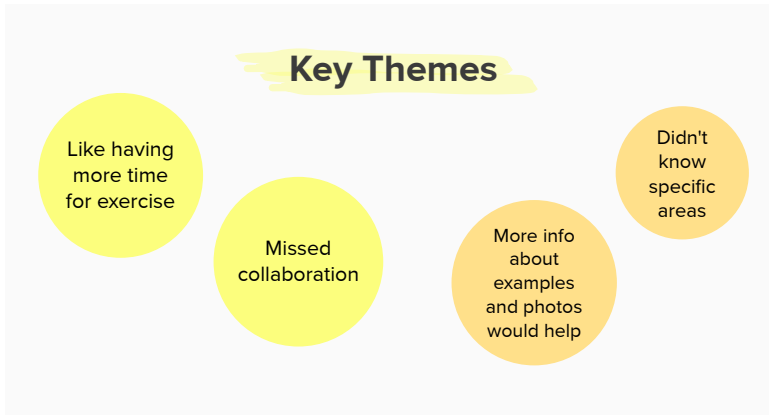 Key Themes
Like having
more time
for exercise
Missed
collaboration
More info
about
examples
and photos
would help
Didn't
know
specific
areas